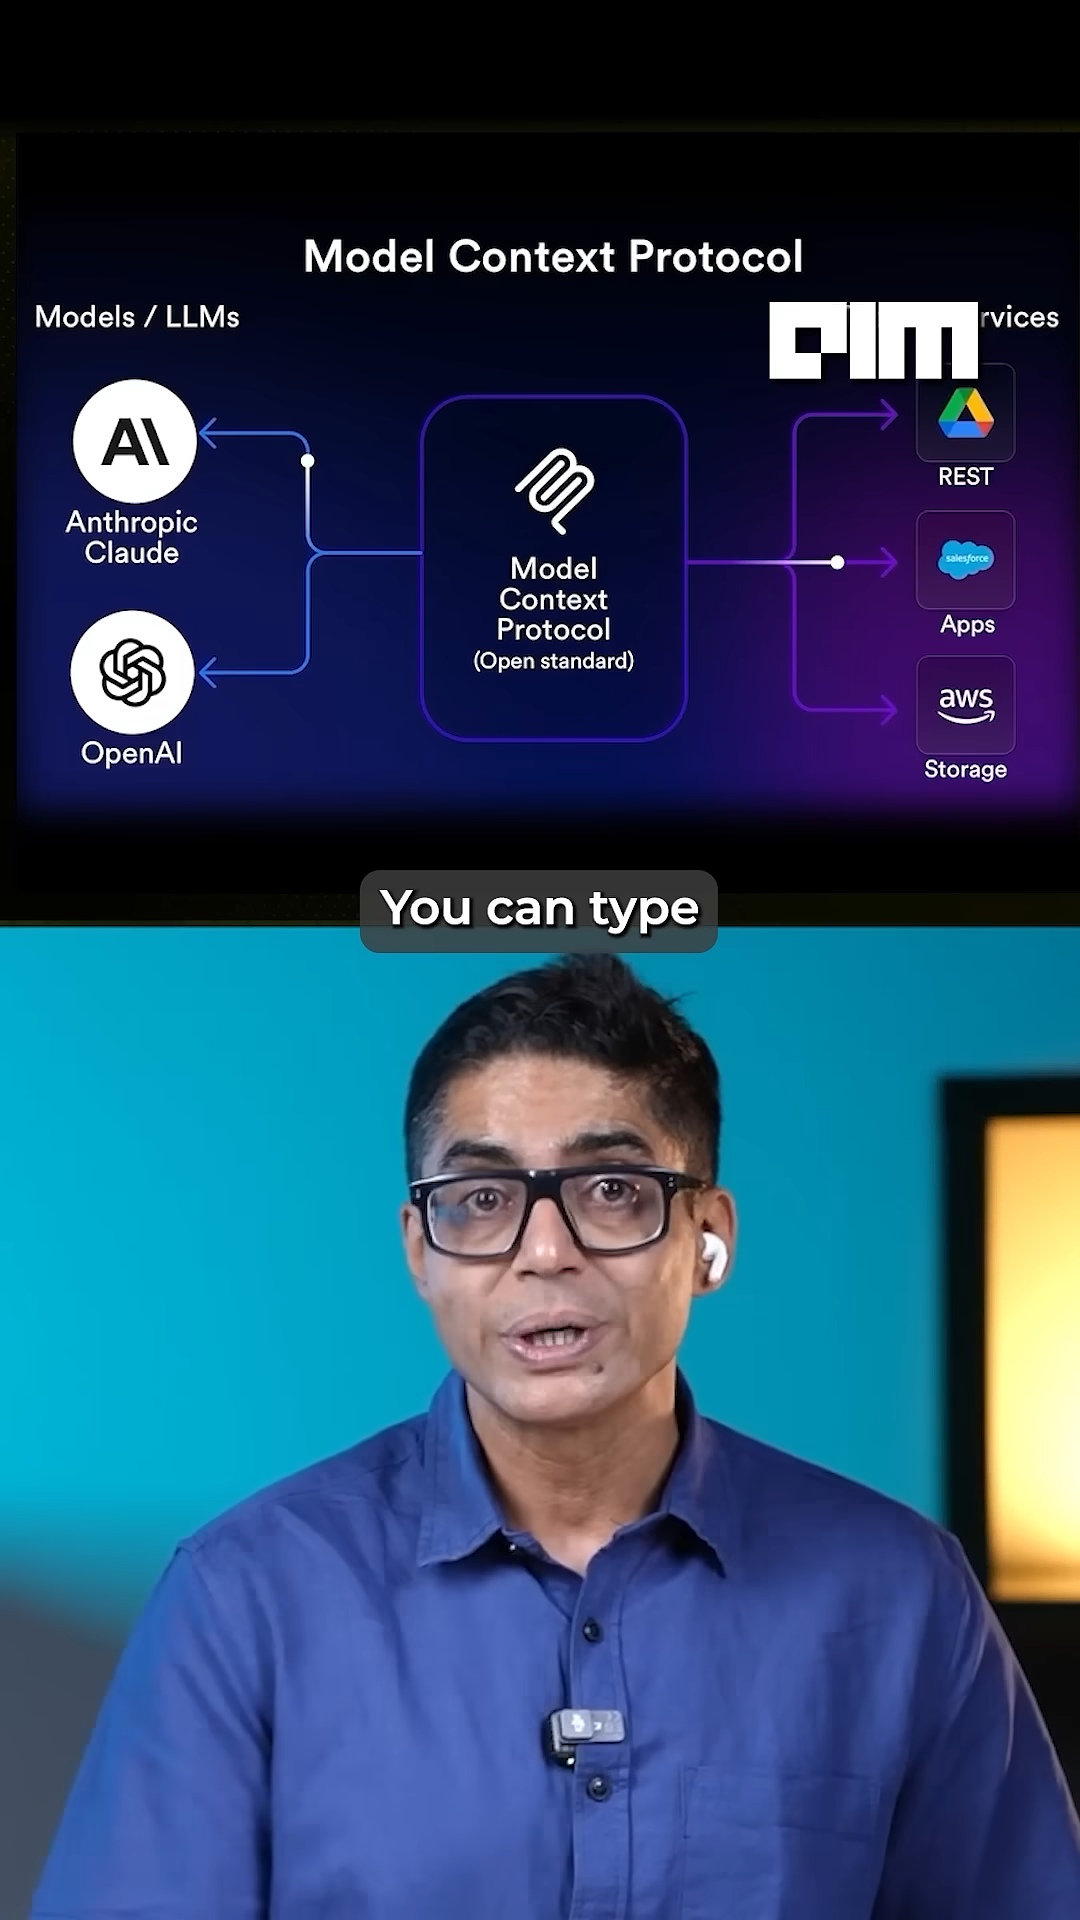 Model Context Protocol
Models / LLMs
AIM
rvices
Anthropic
Claude
OpenAI
Model
Context
Protocol
(Open standard)
REST
salesforce
Apps
aws
Storage
You can type